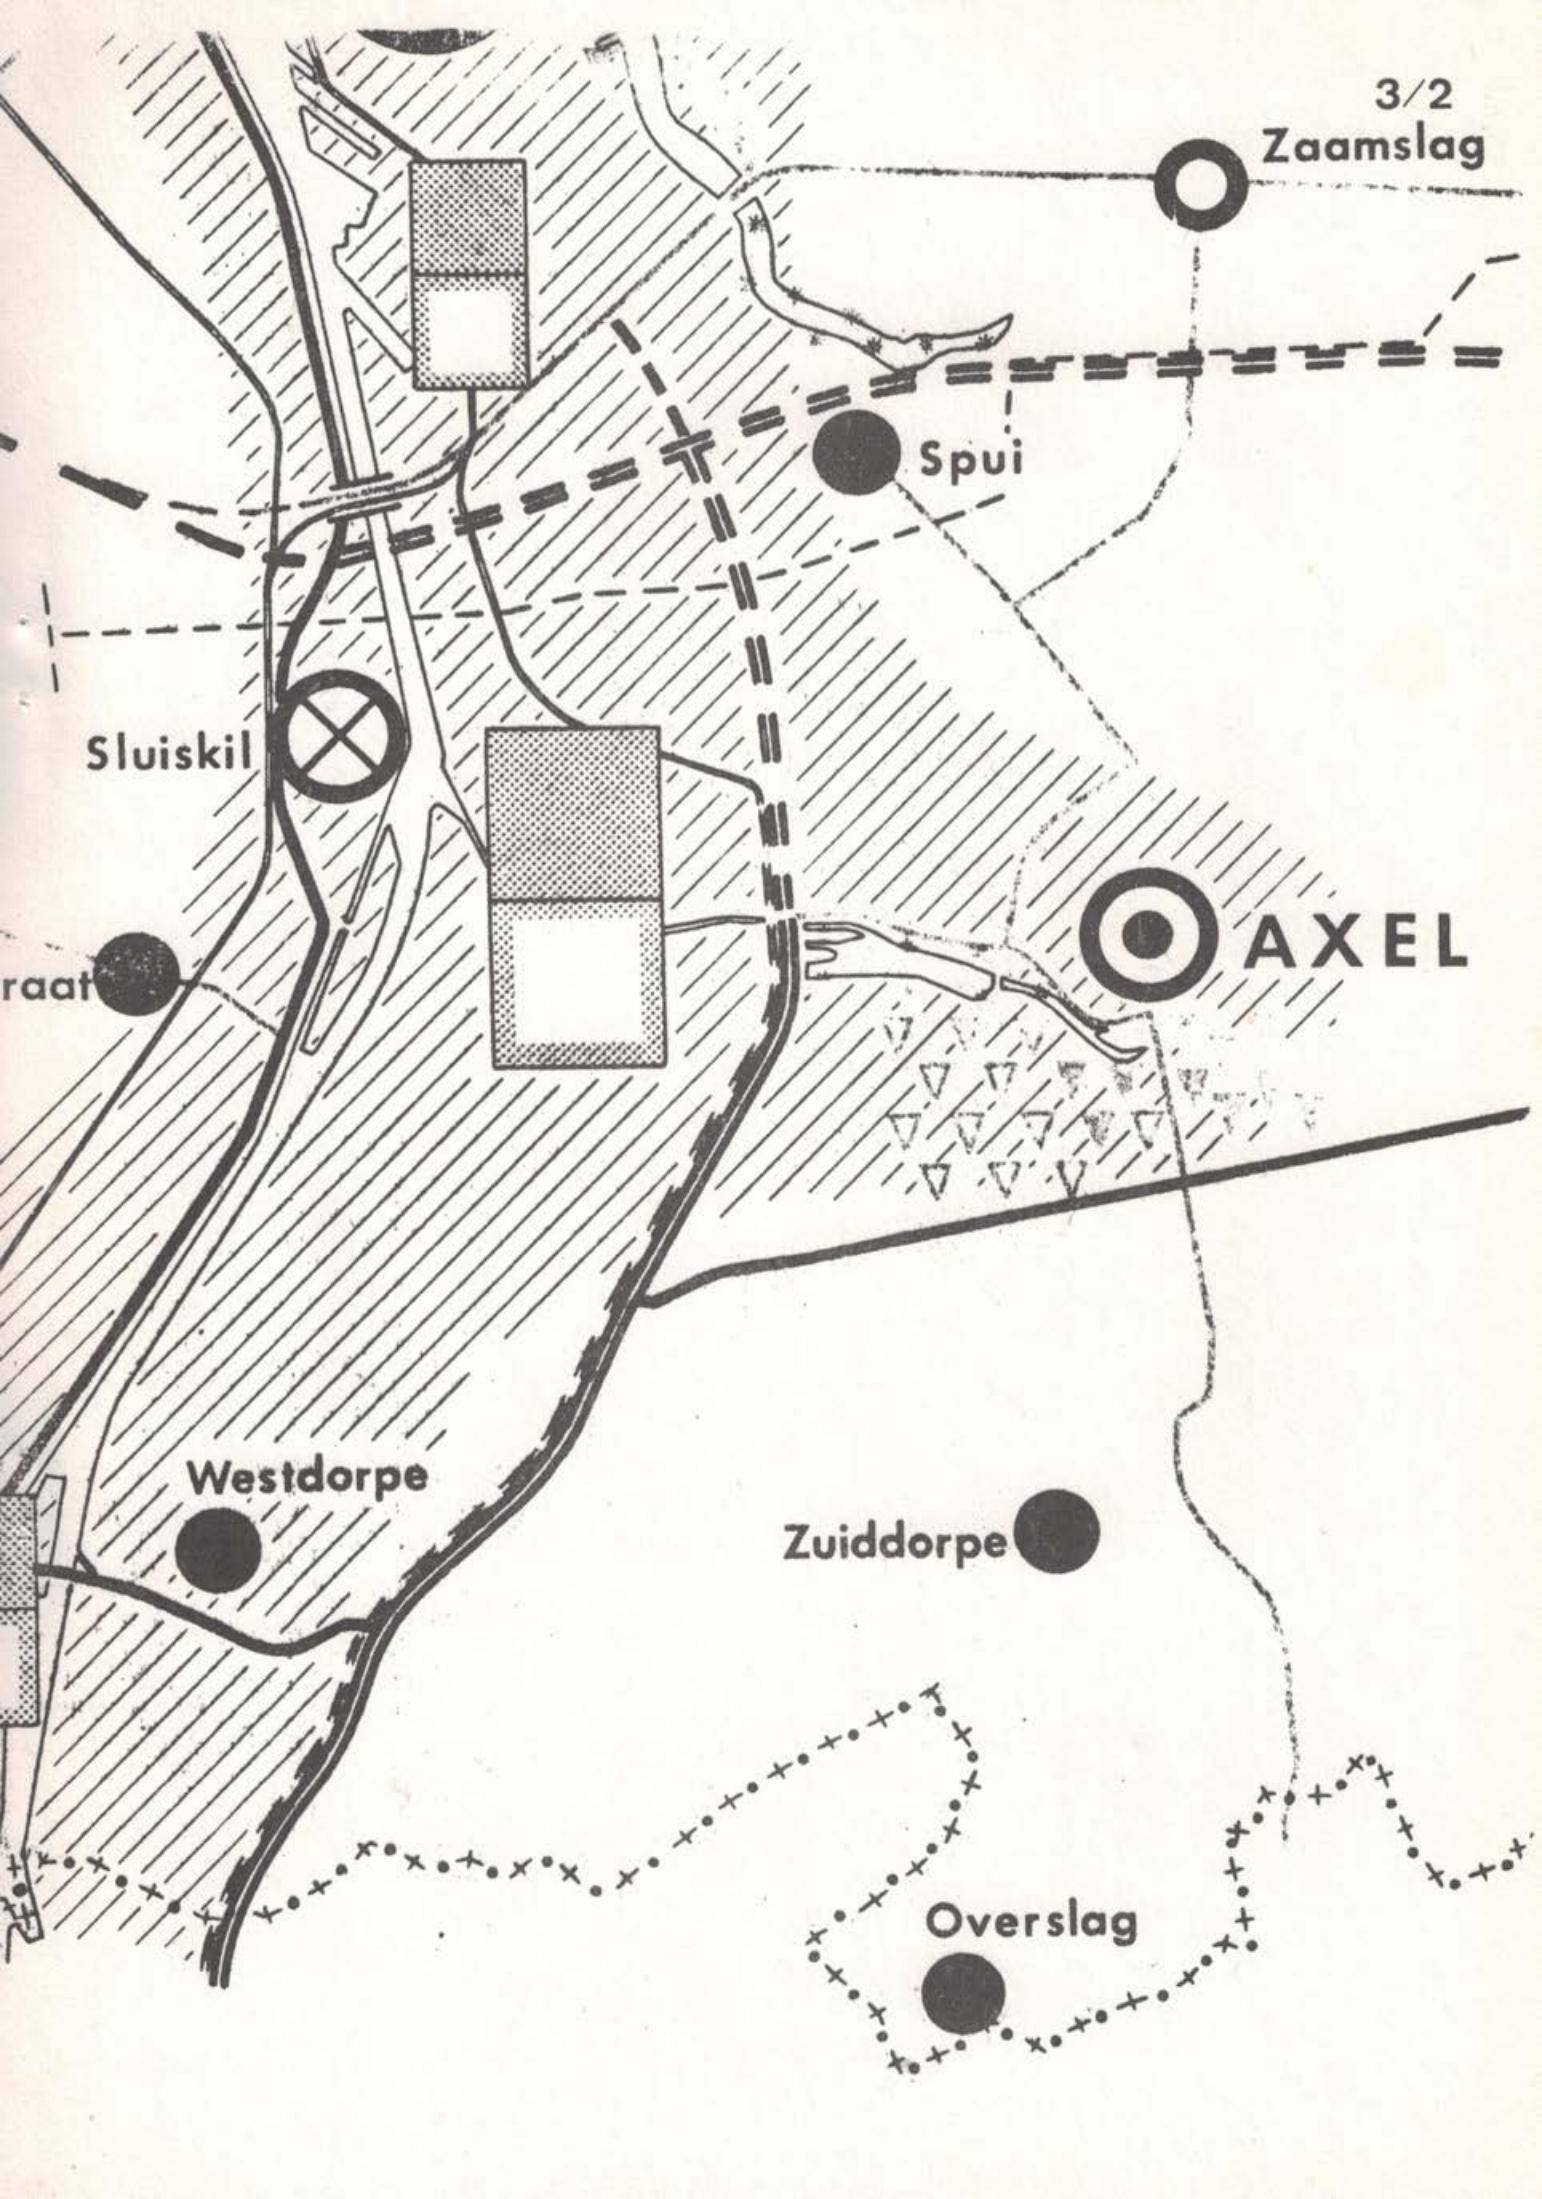 3/2
Zaamslag
Spui
Sluiskil
AXEL
raat
Westdorpe
Zuiddorpe
Overslag